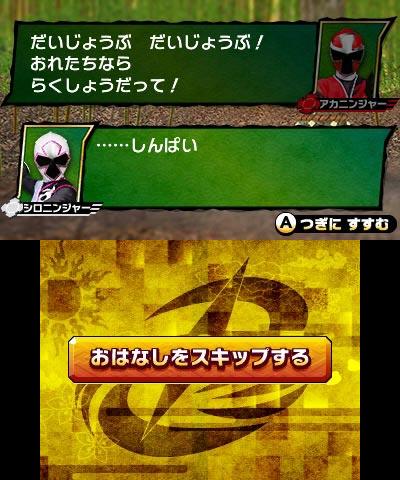 だいじょうぶ　だいじょうぶ！
おれたちなら
らくしょうだって！
アカニンジャー
……しんぱい
シロニンジャー
Ⓐつぎに すすむ
おはなしをスキップする